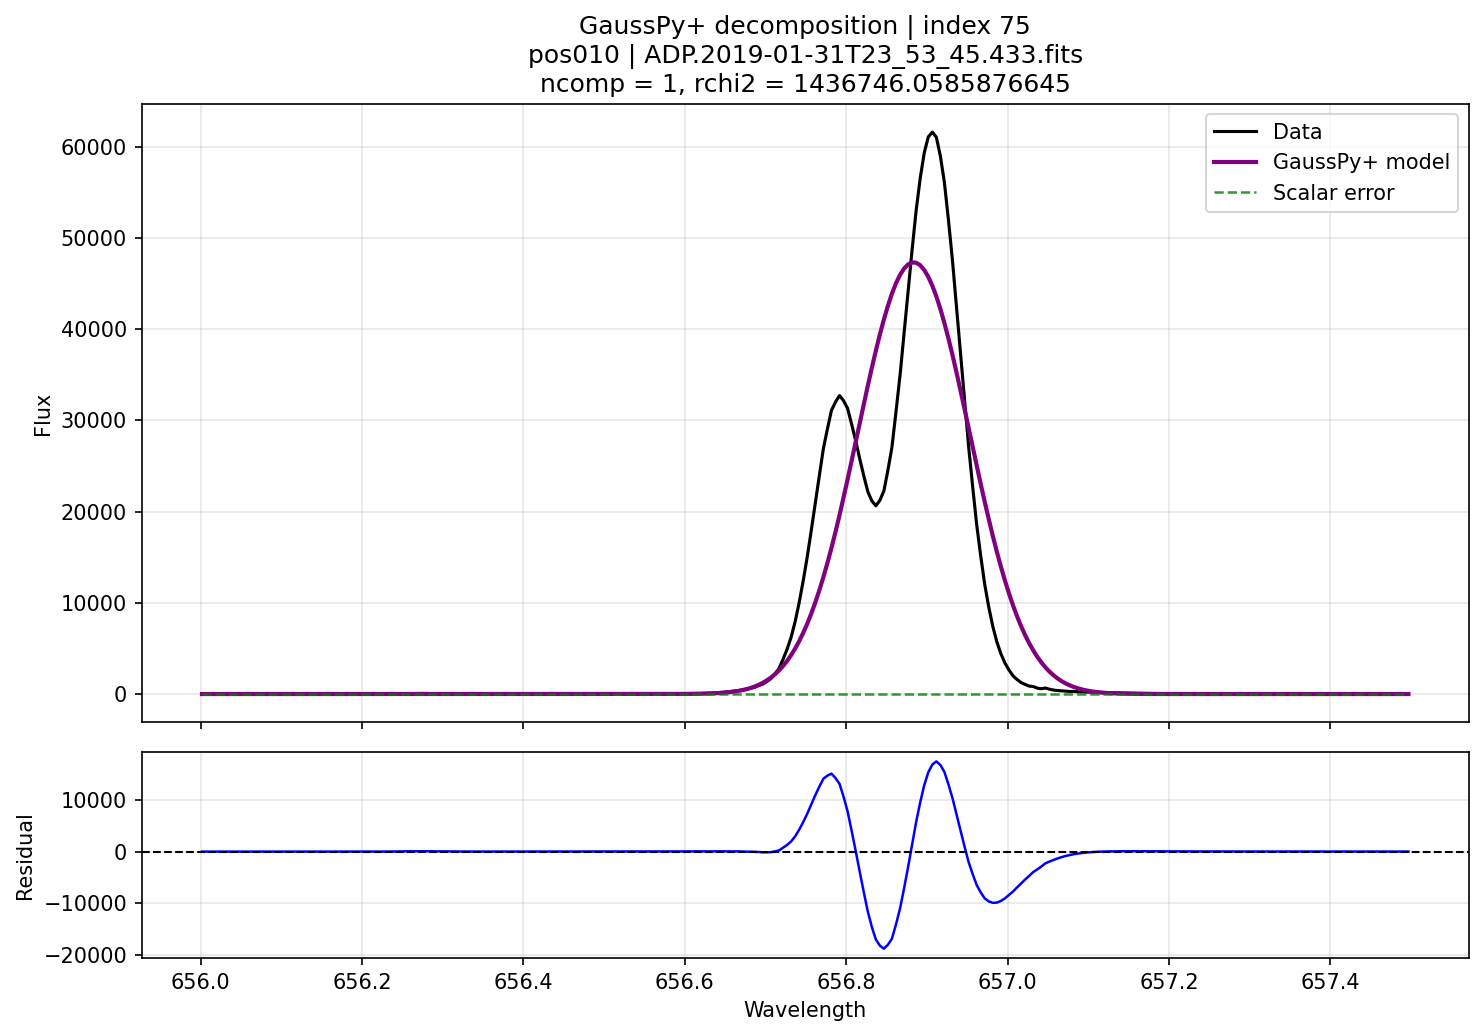 GaussPy+ decomposition | index 75
pos010 | ADP.2019-01-31T23_53_45.433.fits
ncomp = 1, rchi2 = 1436746.0585876645
Data
GaussPy+ model
Scalar error
60000
50000
40000
30000
20000
10000
0
Flux
10000
0
−10000
−20000
Residual
656.0 656.2 656.4 656.6 656.8 657.0 657.2 657.4
Wavelength